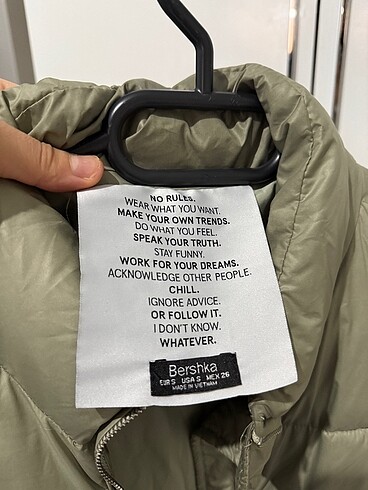 NO RULES.
WEAR WHAT YOU WANT.
MAKE YOUR OWN TRENDS.
DO WHAT YOU FEEL.
SPEAK YOUR TRUTH.
STAY FUNNY.
WORK FOR YOUR DREAMS.
ACKNOWLEDGE OTHER PEOPLE.
CHILL.
IGNORE ADVICE.
OR FOLLOW IT.
I DON'T KNOW.
WHATEVER.
Bershka
EUR S USA S MEX 26
MADE IN VIETNAM